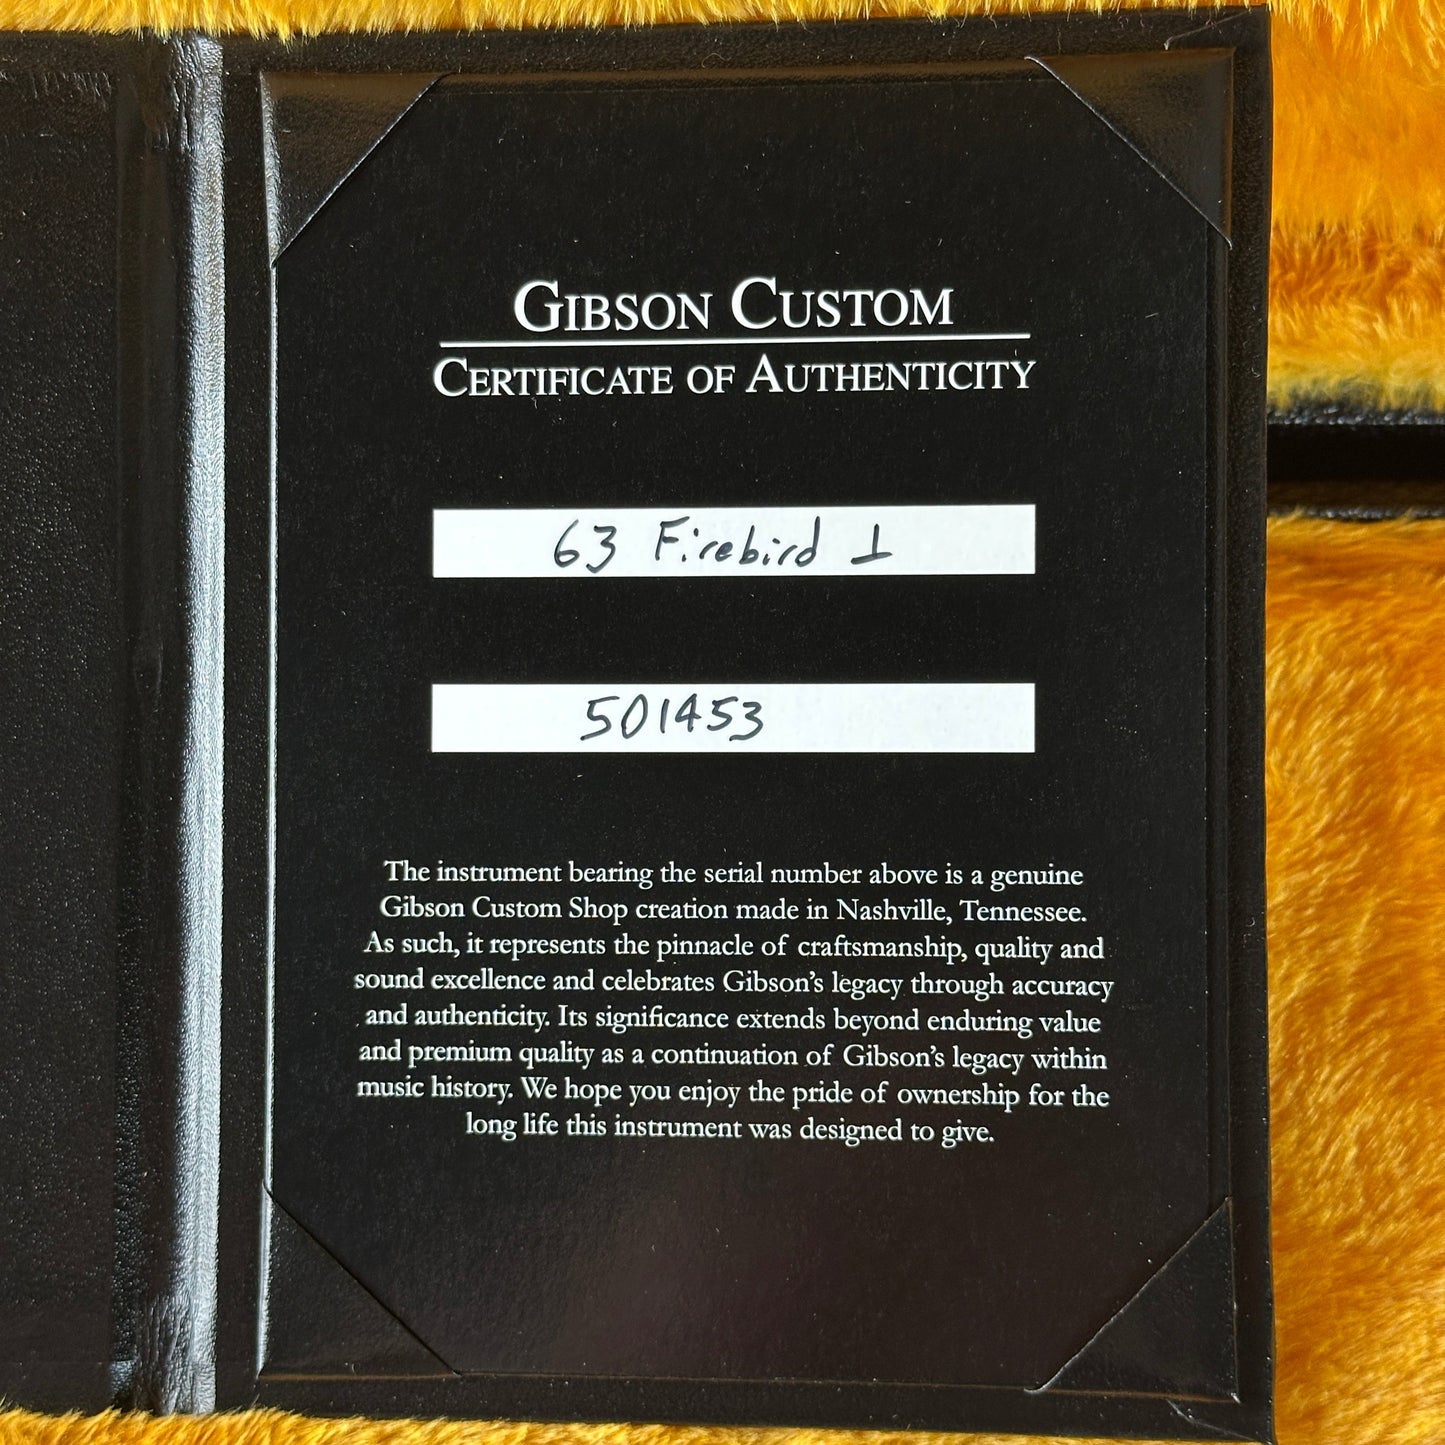 GIBSON CUSTOM
CERTIFICATE OF AUTHENTICITY
63 Firebird 1
501453
The instrument bearing the serial number above is a genuine
Gibson Custom Shop creation made in Nashville, Tennessee.
As such, it represents the pinnacle of craftsmanship, quality and
sound excellence and celebrates Gibson's legacy through accuracy
and authenticity. Its significance extends beyond enduring value
and premium quality as a continuation of Gibson's legacy within
music history. We hope you enjoy the pride of ownership for the
long life this instrument was designed to give.